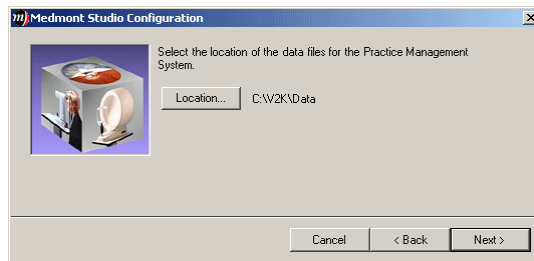 Medmont Studio Configuration
Select the location of the data files for the Practice Management
System.
Location... C:\V2K\Data
Cancel < Back Next >